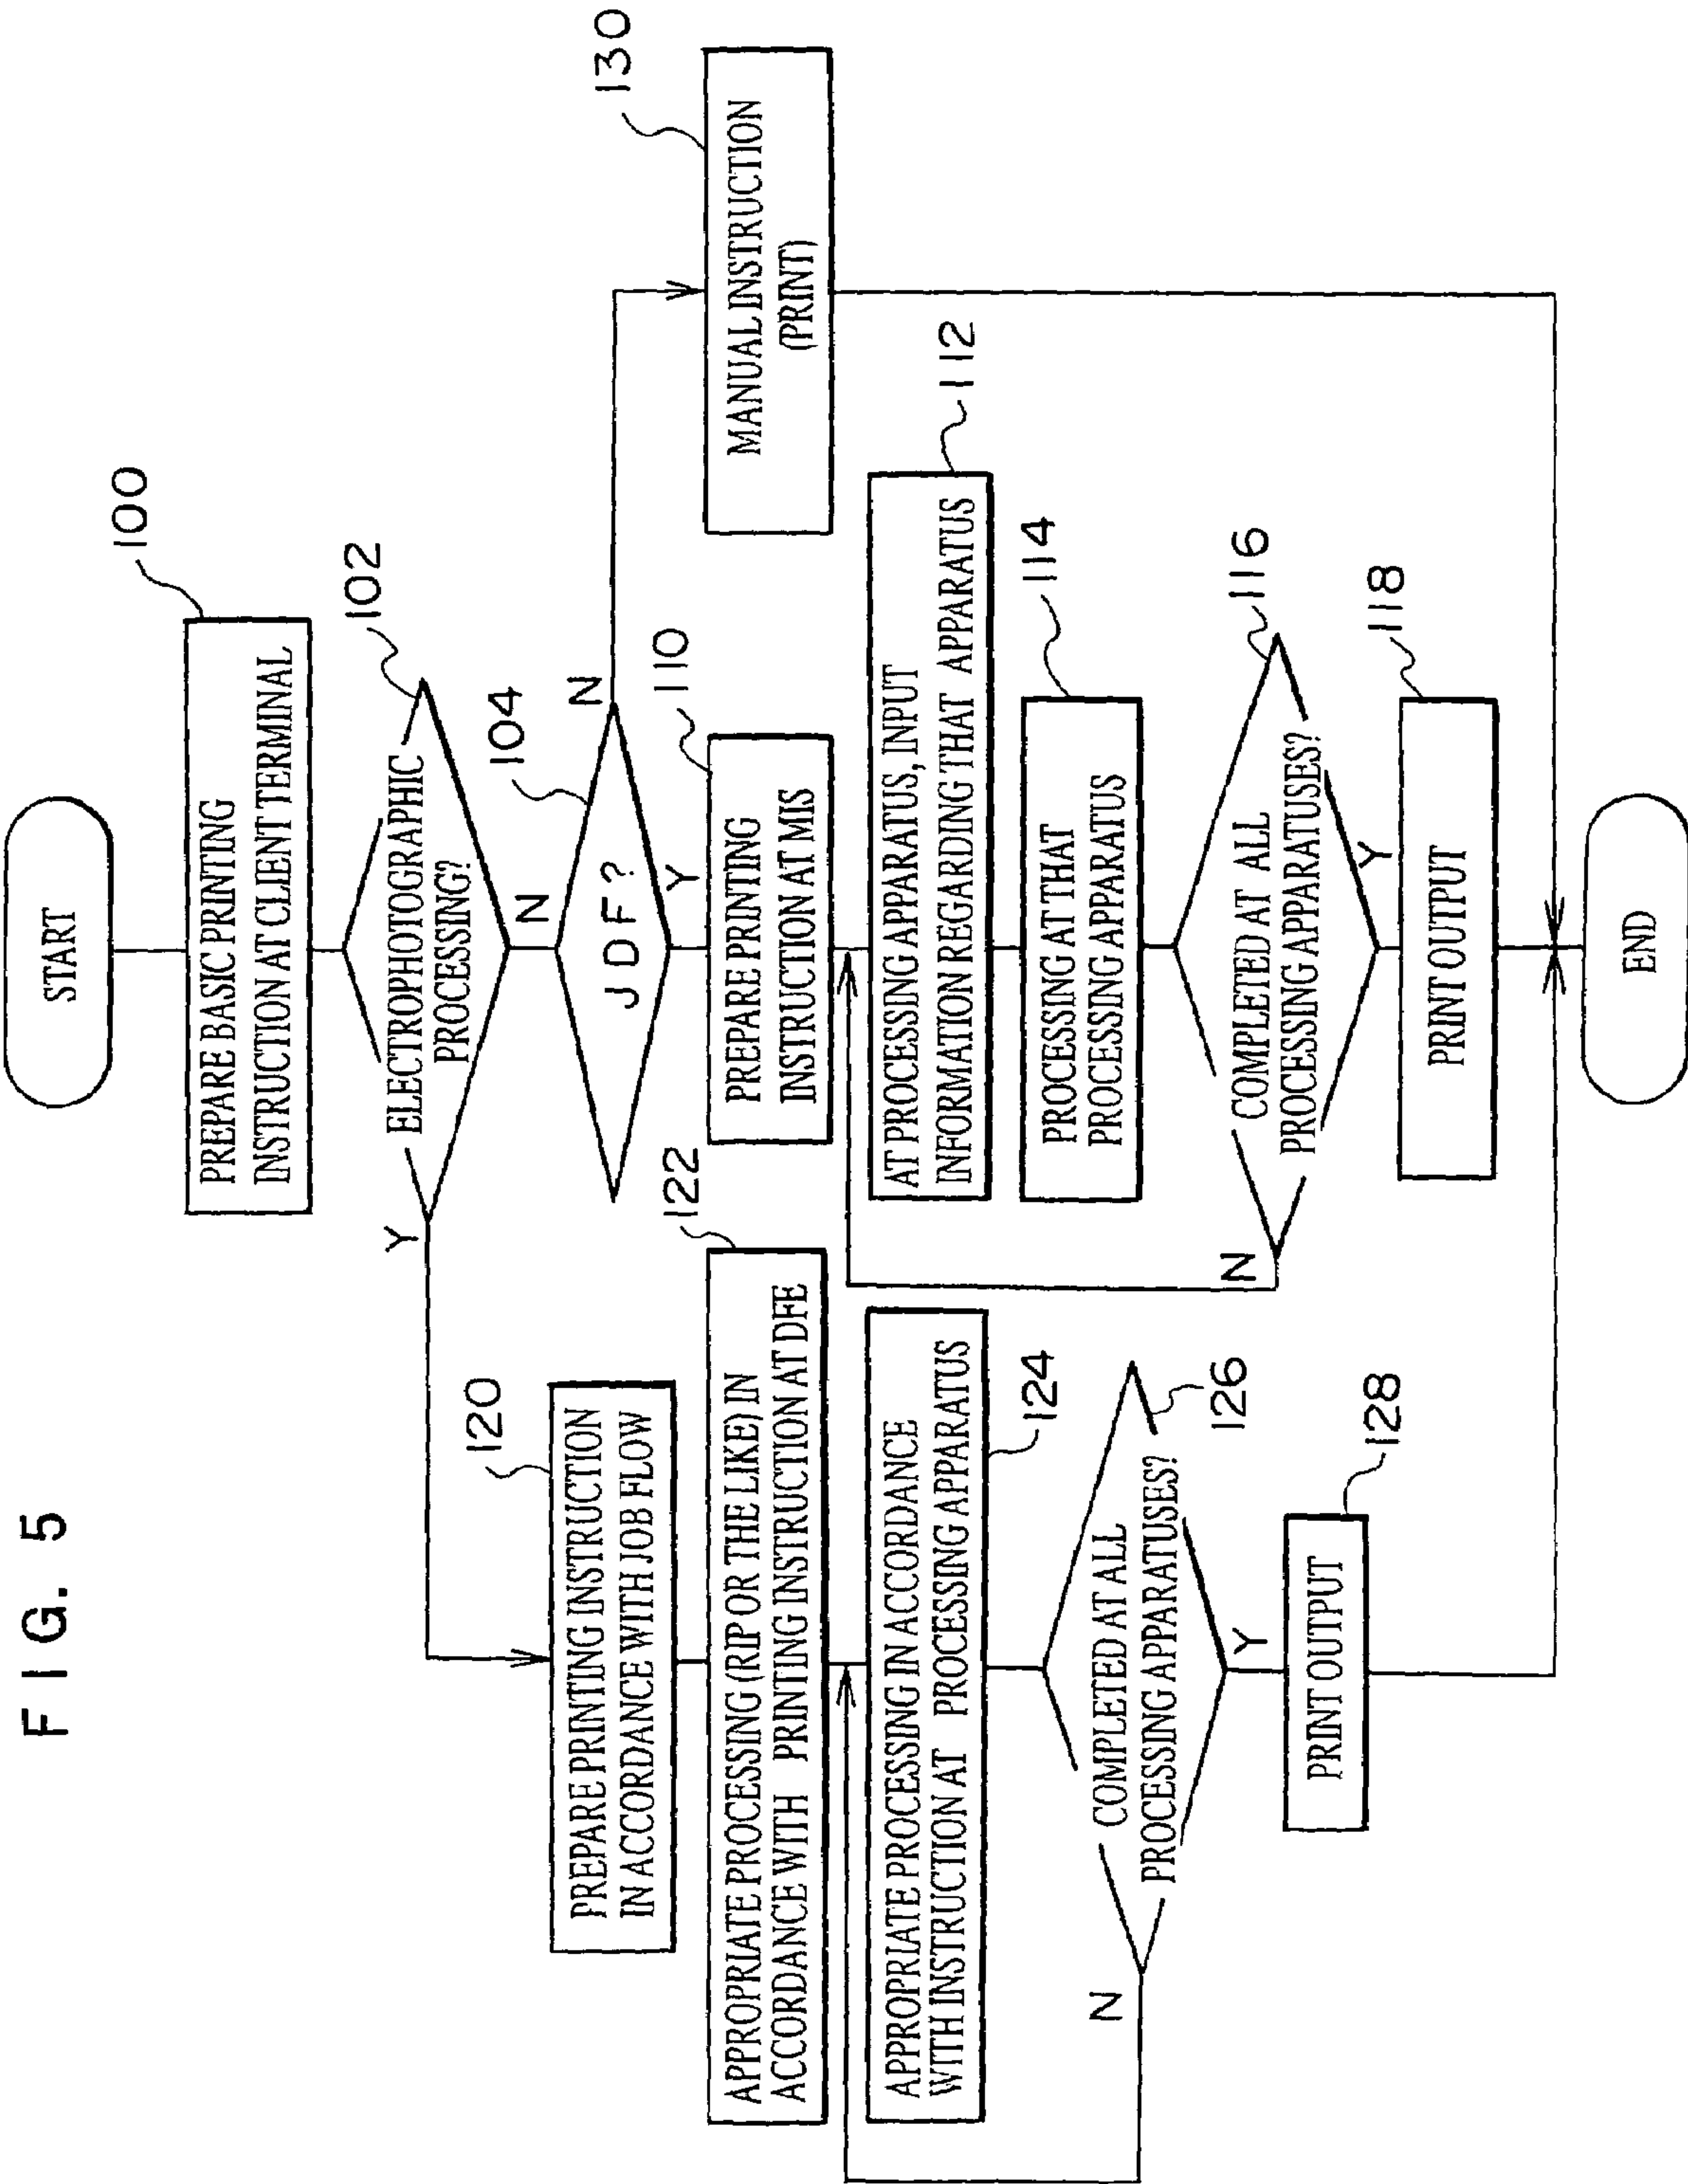 FIG. 5
START
100
PREPARE BASIC PRINTING
INSTRUCTION AT CLIENT TERMINAL
102
ELECTROPHOTOGRAPHIC
PROCESSING?
Y
N
104
JDF?
N
Y
120
PREPARE PRINTING INSTRUCTION
IN ACCORDANCE WITH JOB FLOW
122
APPROPRIATE PROCESSING (RIP OR THE LIKE) IN
ACCORDANCE WITH PRINTING INSTRUCTION AT DFE
124
APPROPRIATE PROCESSING IN ACCORDANCE
WITH INSTRUCTION AT PROCESSING APPARATUS
126
COMPLETED AT ALL
PROCESSING APPARATUSES?
N
Y
128
PRINT OUTPUT
110
PREPARE PRINTING
INSTRUCTION AT MIS
112
AT PROCESSING APPARATUS, INPUT
INFORMATION REGARDING THAT APPARATUS
114
PROCESSING AT THAT
PROCESSING APPARATUS
116
COMPLETED AT ALL
PROCESSING APPARATUSES?
N
Y
118
PRINT OUTPUT
130
MANUAL INSTRUCTION
(PRINT)
END